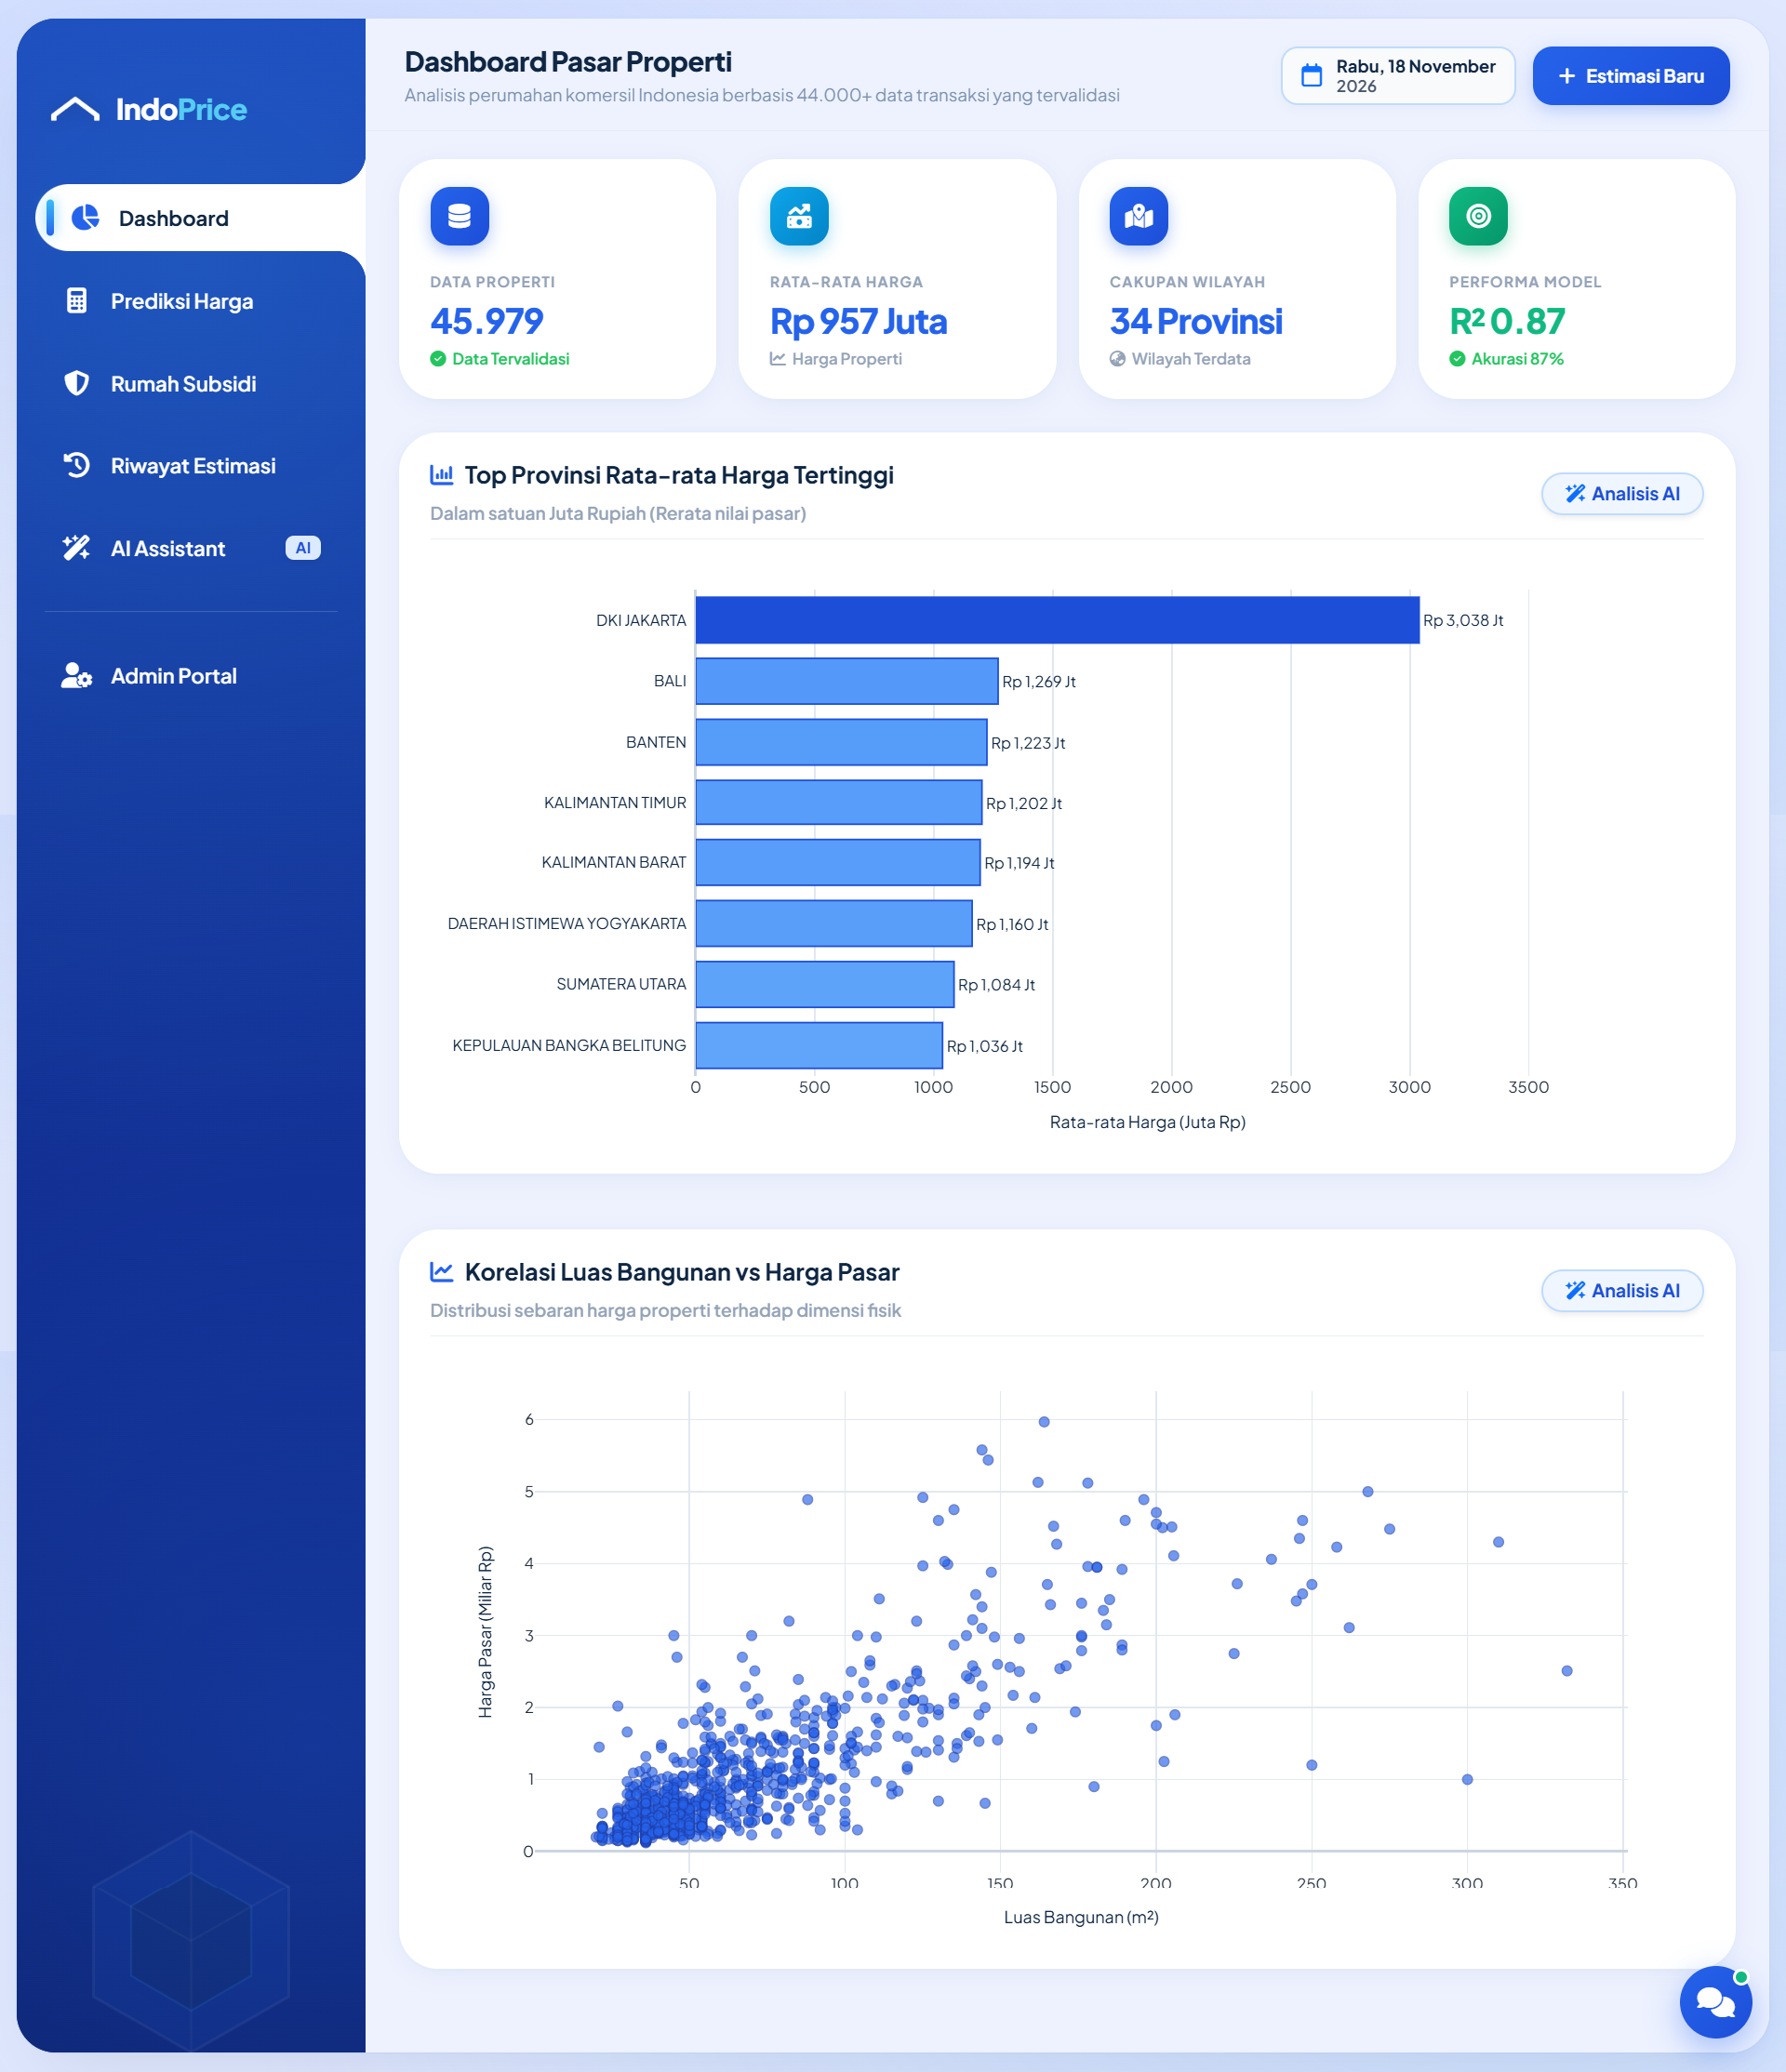 IndoPrice
Dashboard
Prediksi Harga
Rumah Subsidi
Riwayat Estimasi
AI Assistant
AI
Admin Portal
Dashboard Pasar Properti
Analisis perumahan komersil Indonesia berbasis 44.000+ data transaksi yang tervalidasi
Rabu, 18 November
2026
Estimasi Baru
DATA PROPERTI
45.979
Data Tervalidasi
RATA-RATA HARGA
Rp 957 Juta
Harga Properti
CAKUPAN WILAYAH
34 Provinsi
Wilayah Terdata
PERFORMA MODEL
R² 0.87
Akurasi 87%
Top Provinsi Rata-rata Harga Tertinggi
Dalam satuan Juta Rupiah (Rerata nilai pasar)
Analisis AI
DKI JAKARTA
Rp 3,038 Jt
BALI
Rp 1,269 Jt
BANTEN
Rp 1,223 Jt
KALIMANTAN TIMUR
Rp 1,202 Jt
KALIMANTAN BARAT
Rp 1,194 Jt
DAERAH ISTIMEWA YOGYAKARTA
Rp 1,160 Jt
SUMATERA UTARA
Rp 1,084 Jt
KEPULAUAN BANGKA BELITUNG
Rp 1,036 Jt
0 500 1000 1500 2000 2500 3000 3500
Rata-rata Harga (Juta Rp)
Korelasi Luas Bangunan vs Harga Pasar
Distribusi sebaran harga properti terhadap dimensi fisik
Analisis AI
Harga Pasar (Miliar Rp)
6
5
4
3
2
1
0
50 100 150 200 250 300 350
Luas Bangunan (m²)